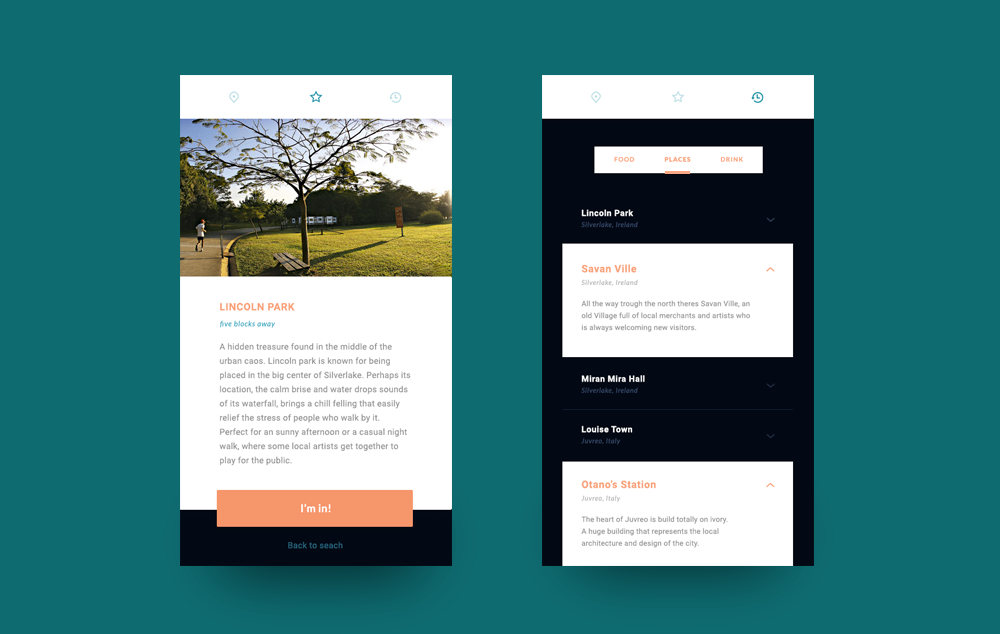 LINCOLN PARK
five blocks away
A hidden treasure found in the middle of the
urban caos. Lincoln park is known for being
placed in the big center of Silverlake. Perhaps its
location, the calm brise and water drops sounds
of its waterfall, brings a chill felling that easily
relief the stress of people who walk by it.
Perfect for an sunny afternoon or a casual night
walk, where some local artists get together to
play for the public.
I'm in!
Back to seach
FOOD PLACES DRINK
Lincoln Park
Silverlake, Ireland
Savan Ville
Silverlake, Ireland
All the way trough the north theres Savan Ville, an
old Village full of local merchants and artists who
is always welcoming new visitors.
Miran Mira Hall
Silverlake, Ireland
Louise Town
Juvreo, Italy
Otano's Station
Juvreo, Italy
The heart of Juvreo is build totally on ivory.
A huge building that represents the local
architecture and design of the city.